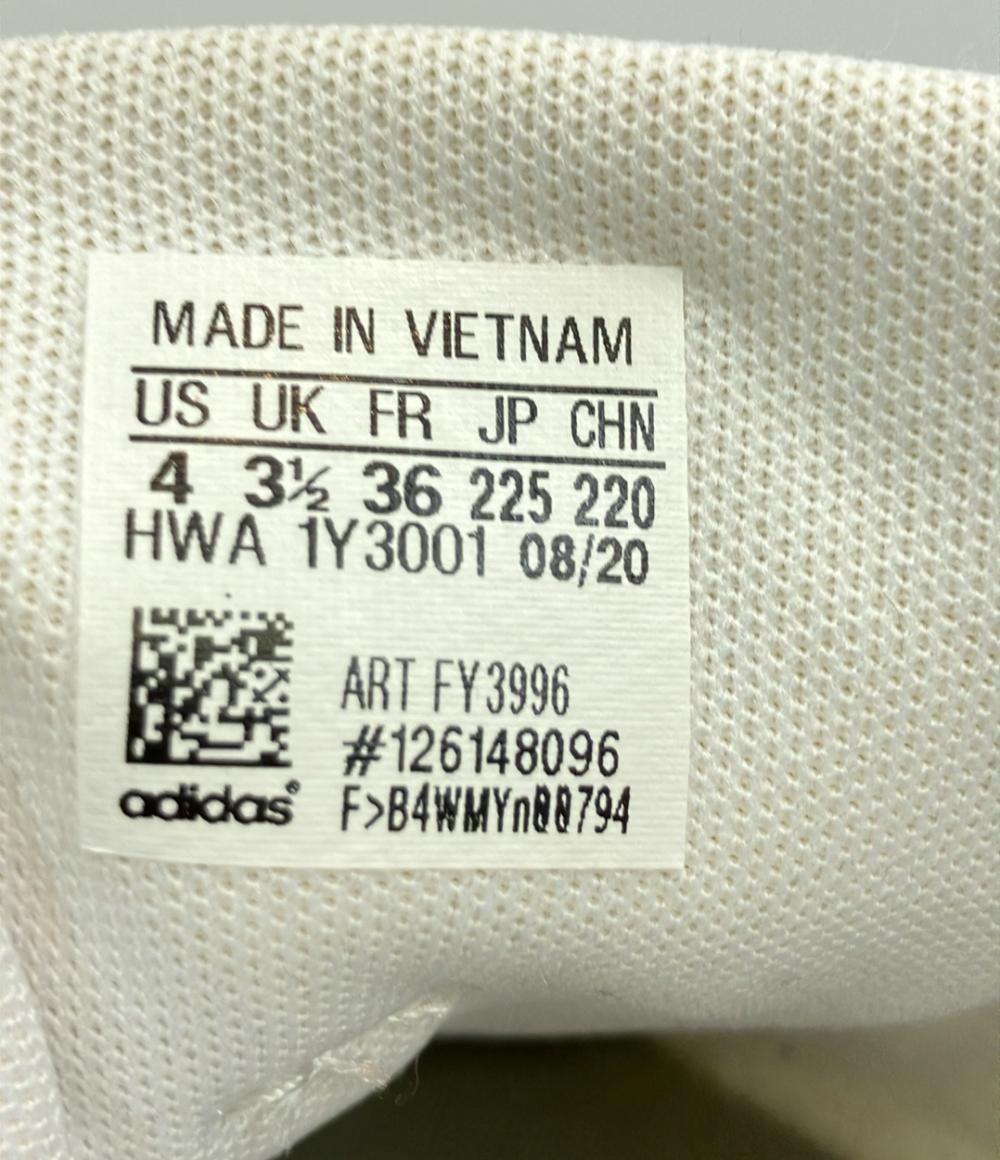 MADE IN VIETNAM
US UK FR JP CHN
4 3½ 36 225 220
HWA 1Y3001 08/20
ART FY3996
#126148096
adidas®
F>B4WMYn00794